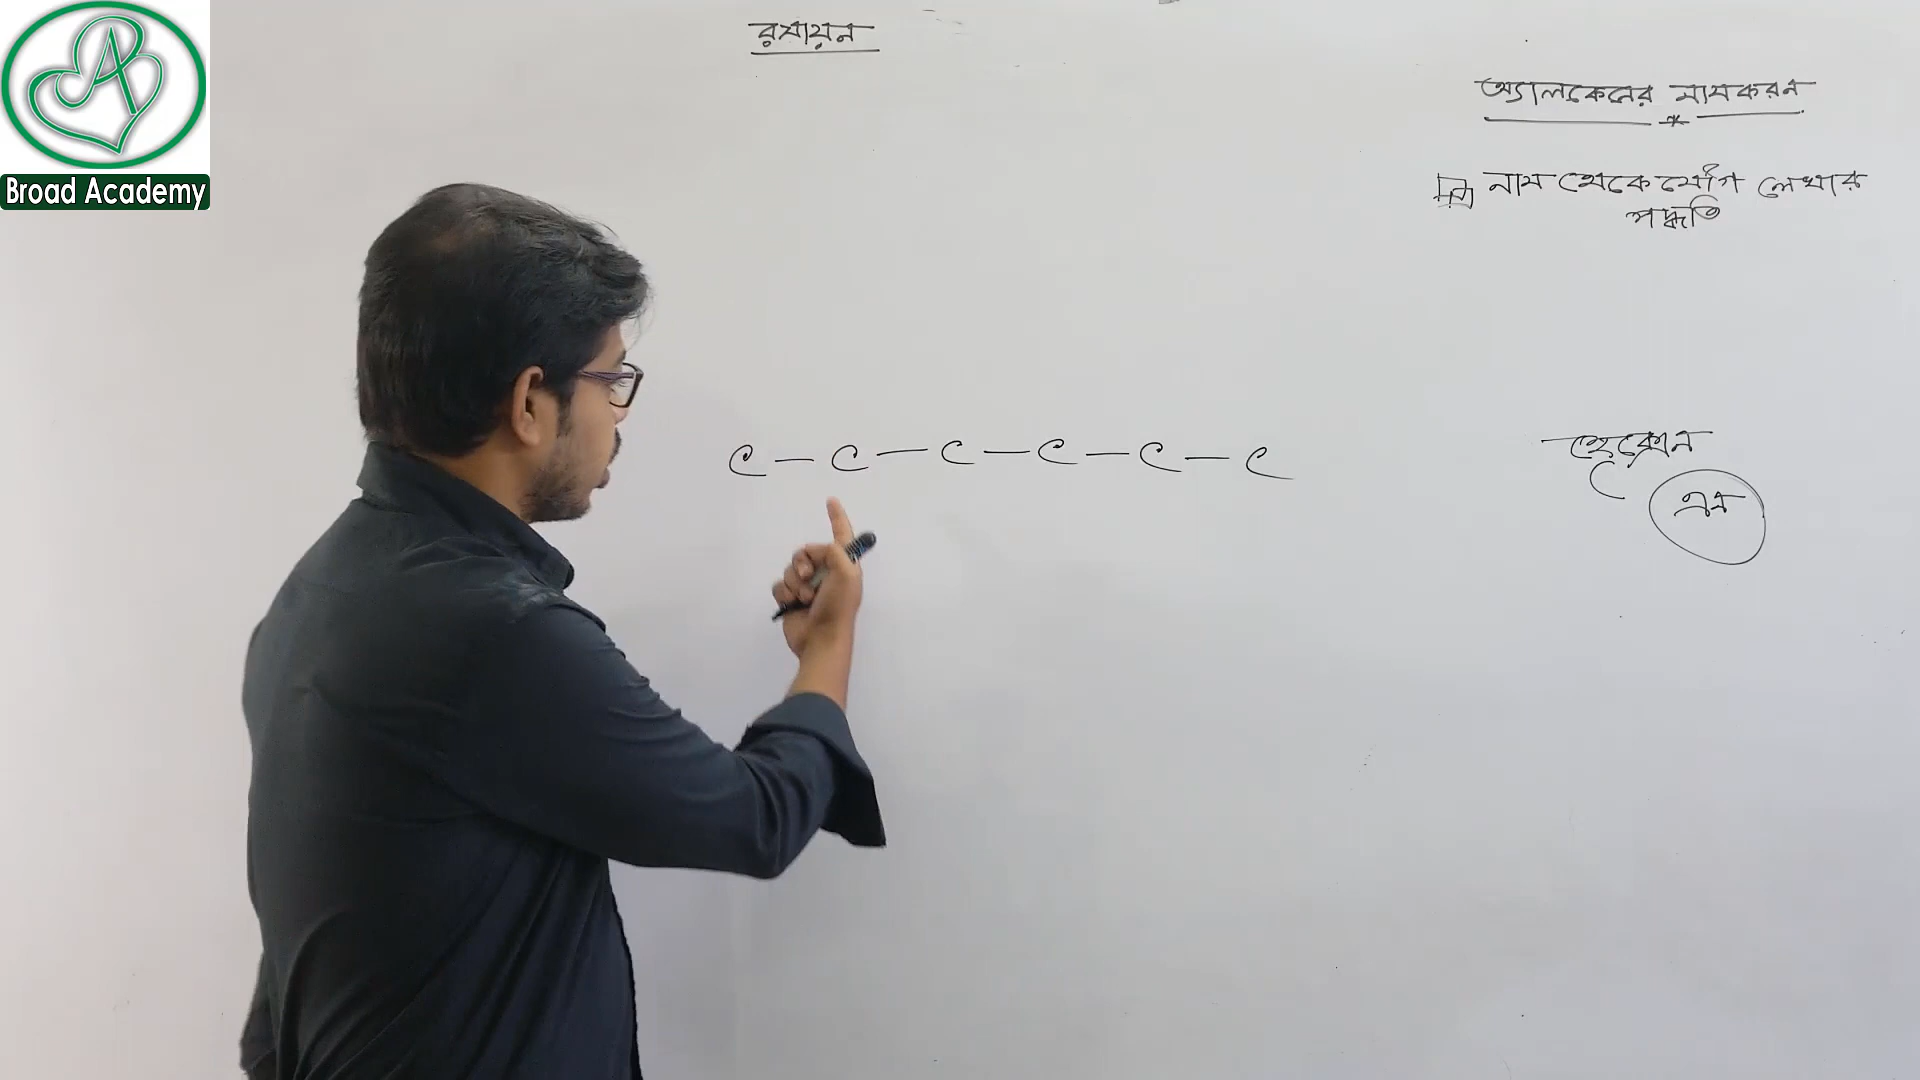 Broad Academy
রসায়ন
অ্যালকেনের নামকরন
নাম থেকে যৌগ লেখার
পদ্ধতি
C – C – C – C – C – C
হেক্সেন
এন